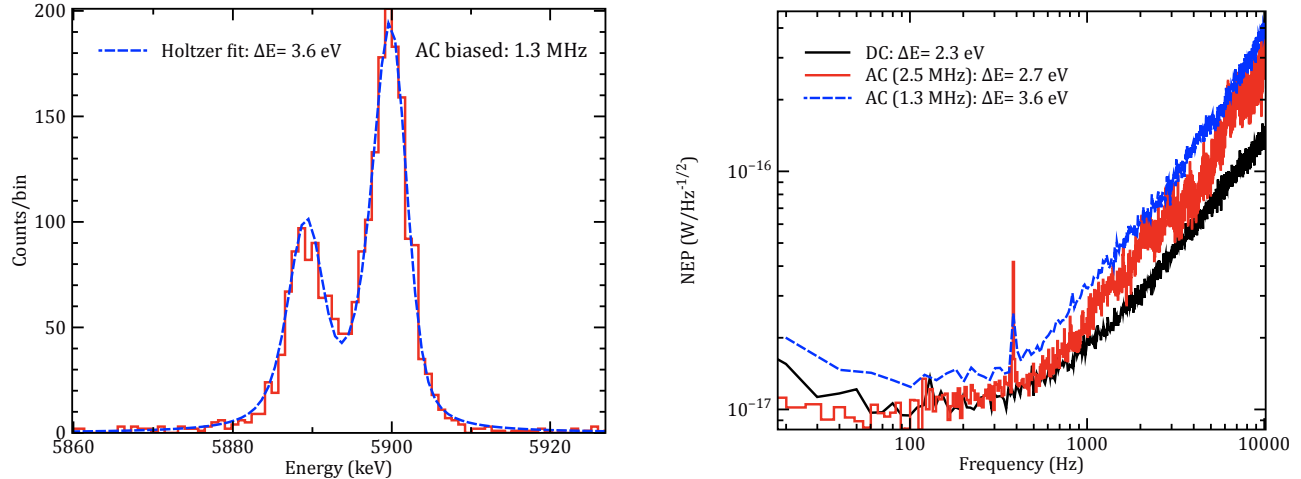 200
150
100
50
0
Counts/bin
Holtzer fit: ΔE= 3.6 eV
AC biased: 1.3 MHz
5860
5880
5900
5920
Energy (keV)
NEP (W/Hz^-1/2)
10^-16
10^-17
DC: ΔE= 2.3 eV
AC (2.5 MHz): ΔE= 2.7 eV
AC (1.3 MHz): ΔE= 3.6 eV
100
1000
10000
Frequency (Hz)